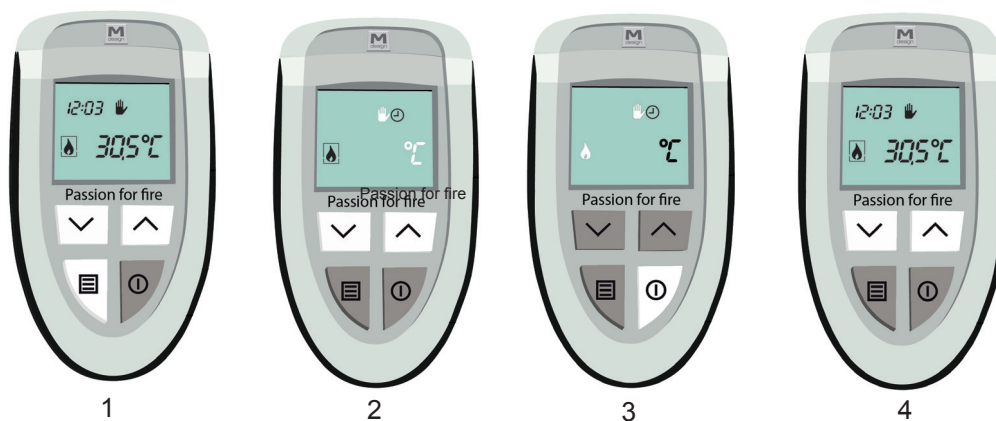 M
design
12:03
30,5°C
Passion for fire
1
M
design
°C
Passion for fire
Passion for fire
2
M
design
°C
Passion for fire
3
M
design
12:03
30,5°C
Passion for fire
4